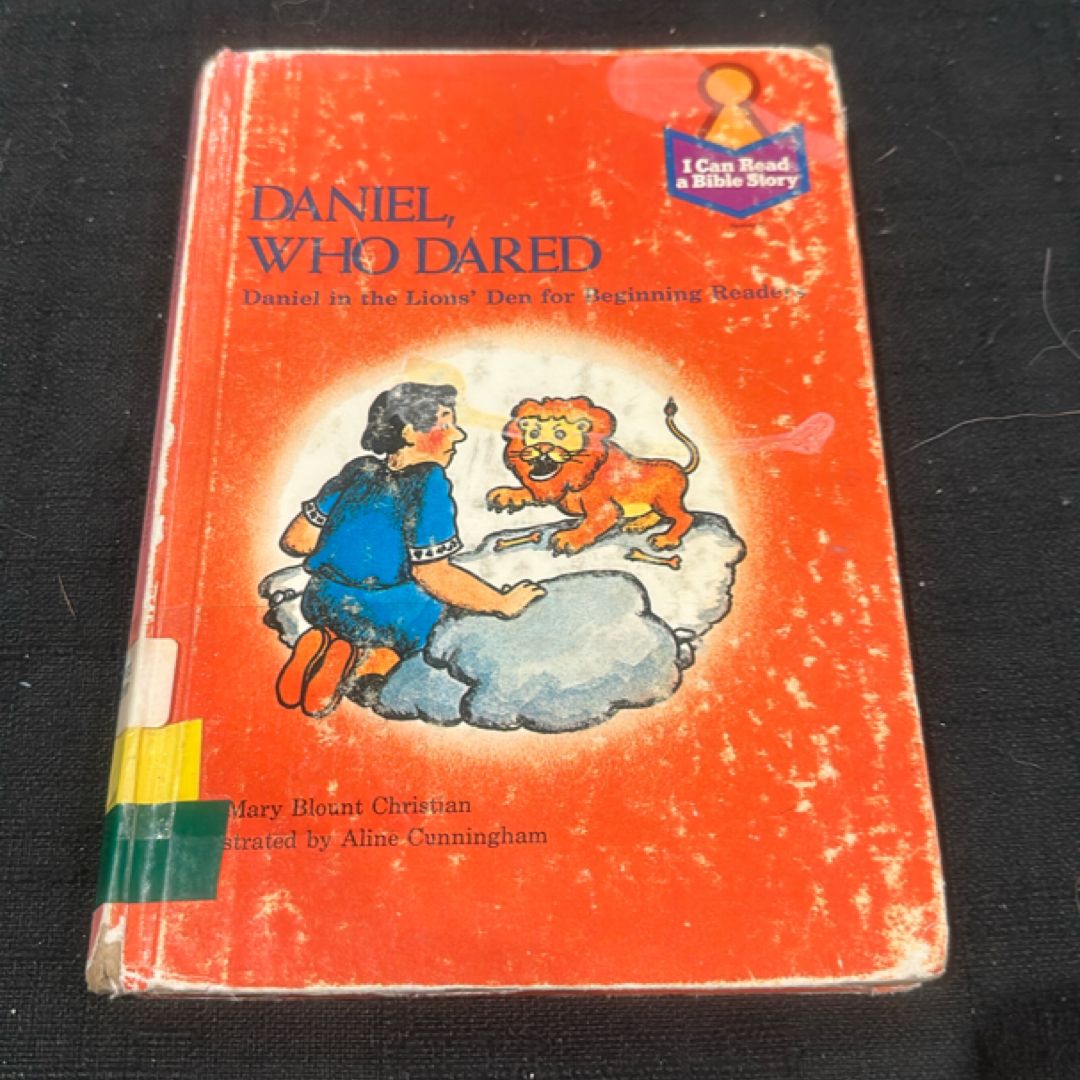 I Can Read
a Bible Story
DANIEL,
WHO DARED
Daniel in the Lions' Den for Beginning Readers
Mary Blount Christian
strated by Aline Cunningham